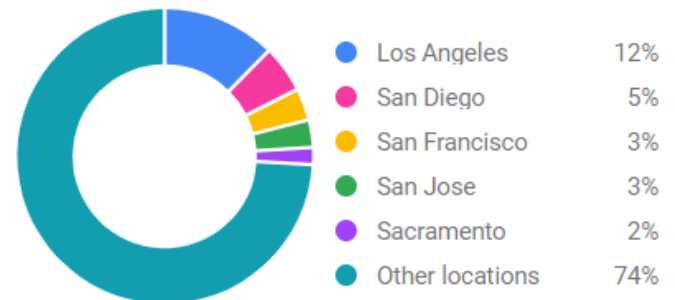 Los Angeles 12%
San Diego 5%
San Francisco 3%
San Jose 3%
Sacramento 2%
Other locations 74%